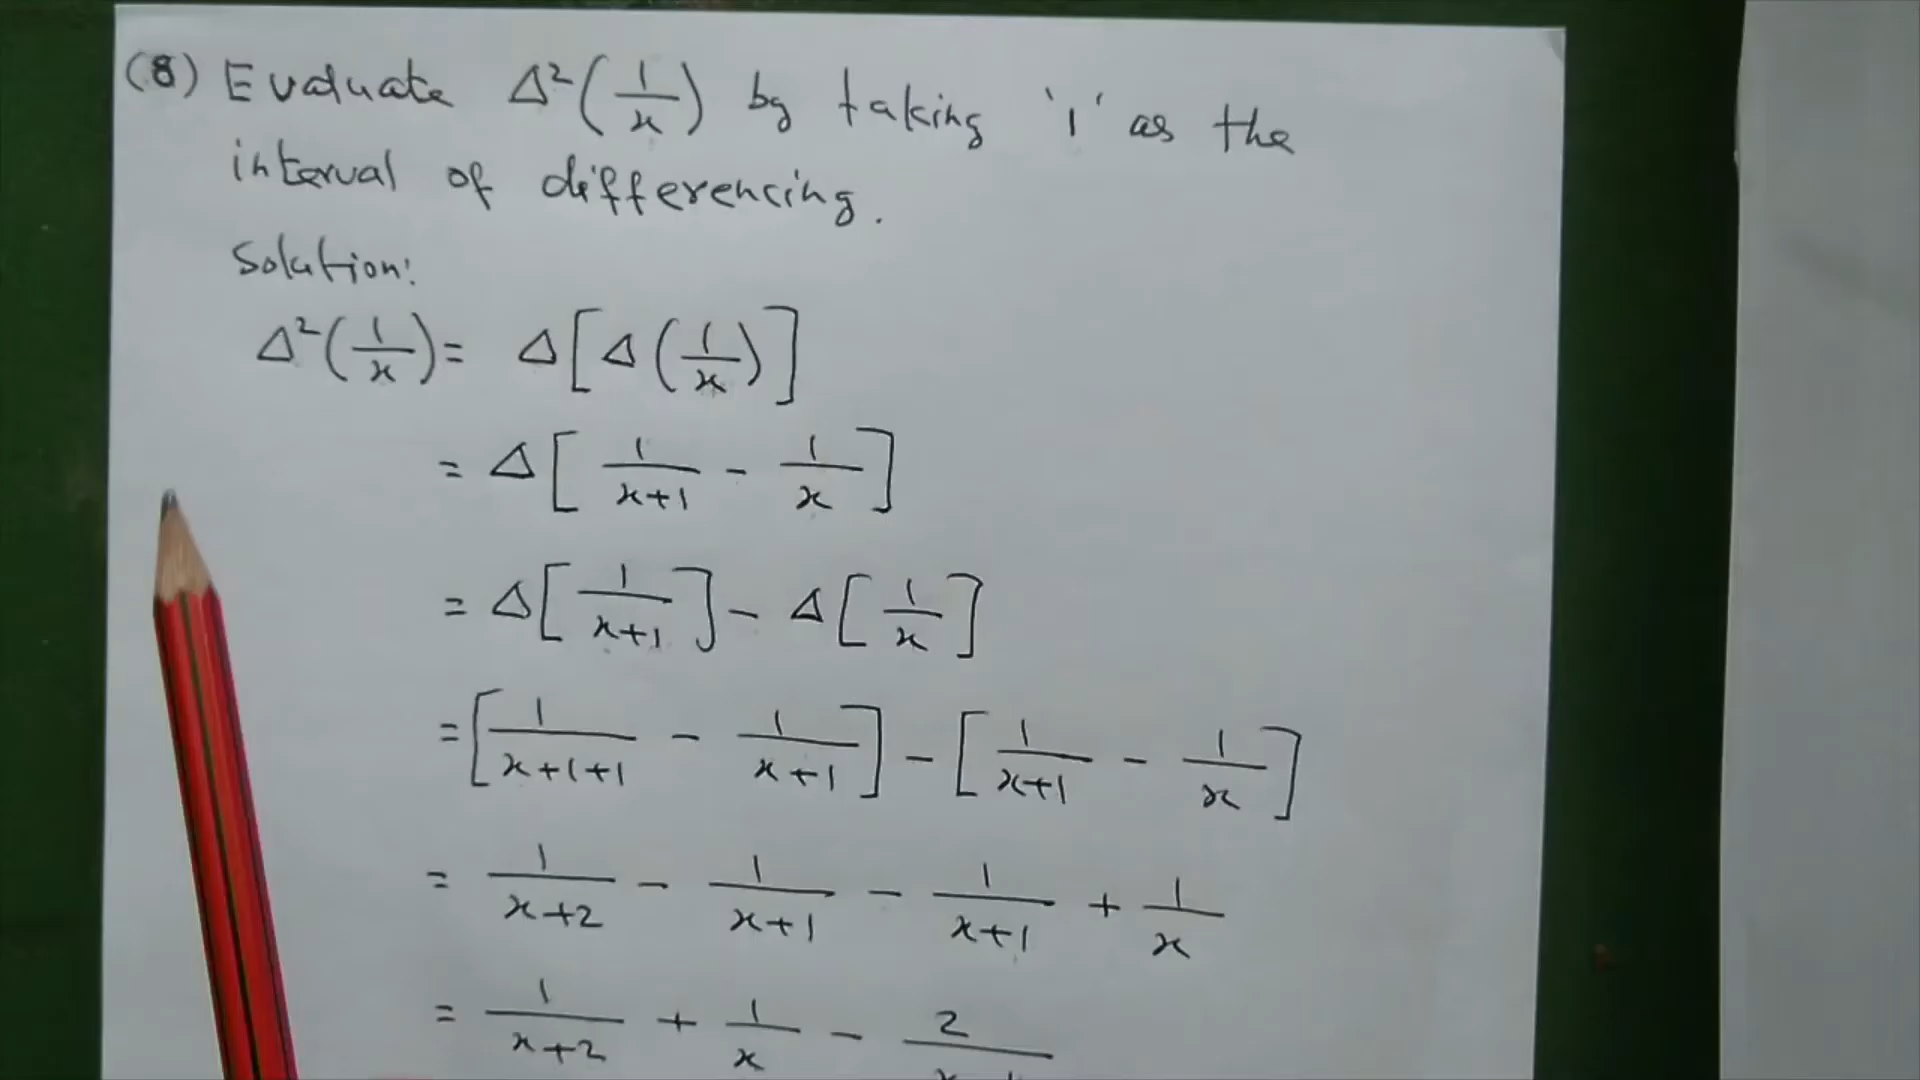 (8) Evaluate Δ²(1/x) by taking '1' as the
interval of differencing.
Solution:
Δ²(1/x) = Δ[Δ(1/x)]
= Δ[1/(x+1) - 1/x]
= Δ[1/(x+1)] - Δ[1/x]
= [1/(x+1+1) - 1/(x+1)] - [1/(x+1) - 1/x]
= 1/(x+2) - 1/(x+1) - 1/(x+1) + 1/x
= 1/(x+2) + 1/x - 2/